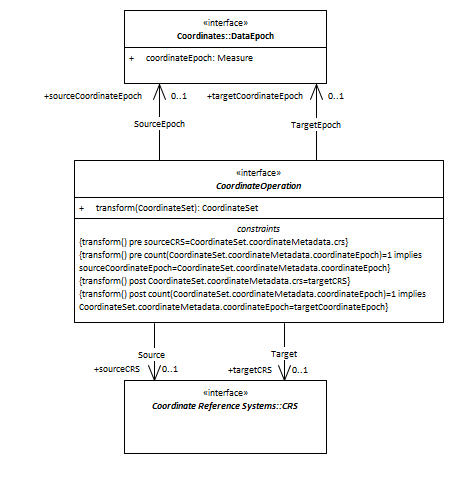 «interface»
Coordinates::DataEpoch
+ coordinateEpoch: Measure
+sourceCoordinateEpoch 0..1 +targetCoordinateEpoch 0..1
SourceEpoch TargetEpoch
«interface»
CoordinateOperation
+ transform(CoordinateSet): CoordinateSet
constraints
{transform() pre sourceCRS=CoordinateSet.coordinateMetadata.crs}
{transform() pre count(CoordinateSet.coordinateMetadata.coordinateEpoch)=1 implies
sourceCoordinateEpoch=CoordinateSet.coordinateMetadata.coordinateEpoch}
{transform() post CoordinateSet.coordinateMetadata.crs=targetCRS}
{transform() post count(CoordinateSet.coordinateMetadata.coordinateEpoch)=1 implies
CoordinateSet.coordinateMetadata.coordinateEpoch=targetCoordinateEpoch}
Source Target
+sourceCRS 0..1 +targetCRS 0..1
«interface»
Coordinate Reference Systems::CRS